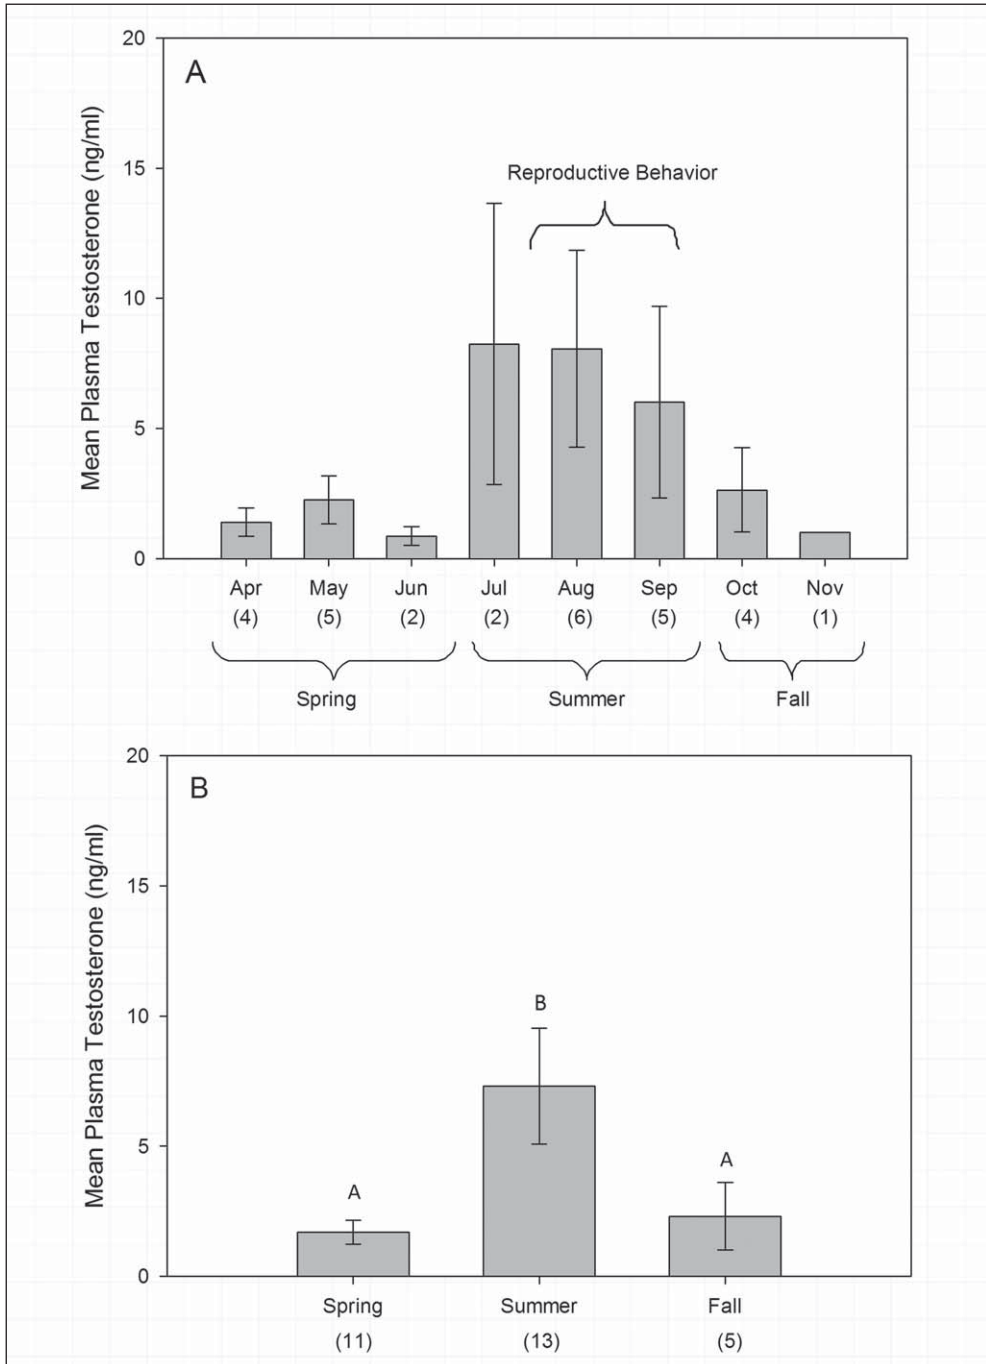 A
Mean Plasma Testosterone (ng/ml)
20
15
10
5
0
Reproductive Behavior
Apr May Jun Jul Aug Sep Oct Nov
(4) (5) (2) (2) (6) (5) (4) (1)
Spring Summer Fall
B
Mean Plasma Testosterone (ng/ml)
20
15
10
5
0
A B A
Spring Summer Fall
(11) (13) (5)